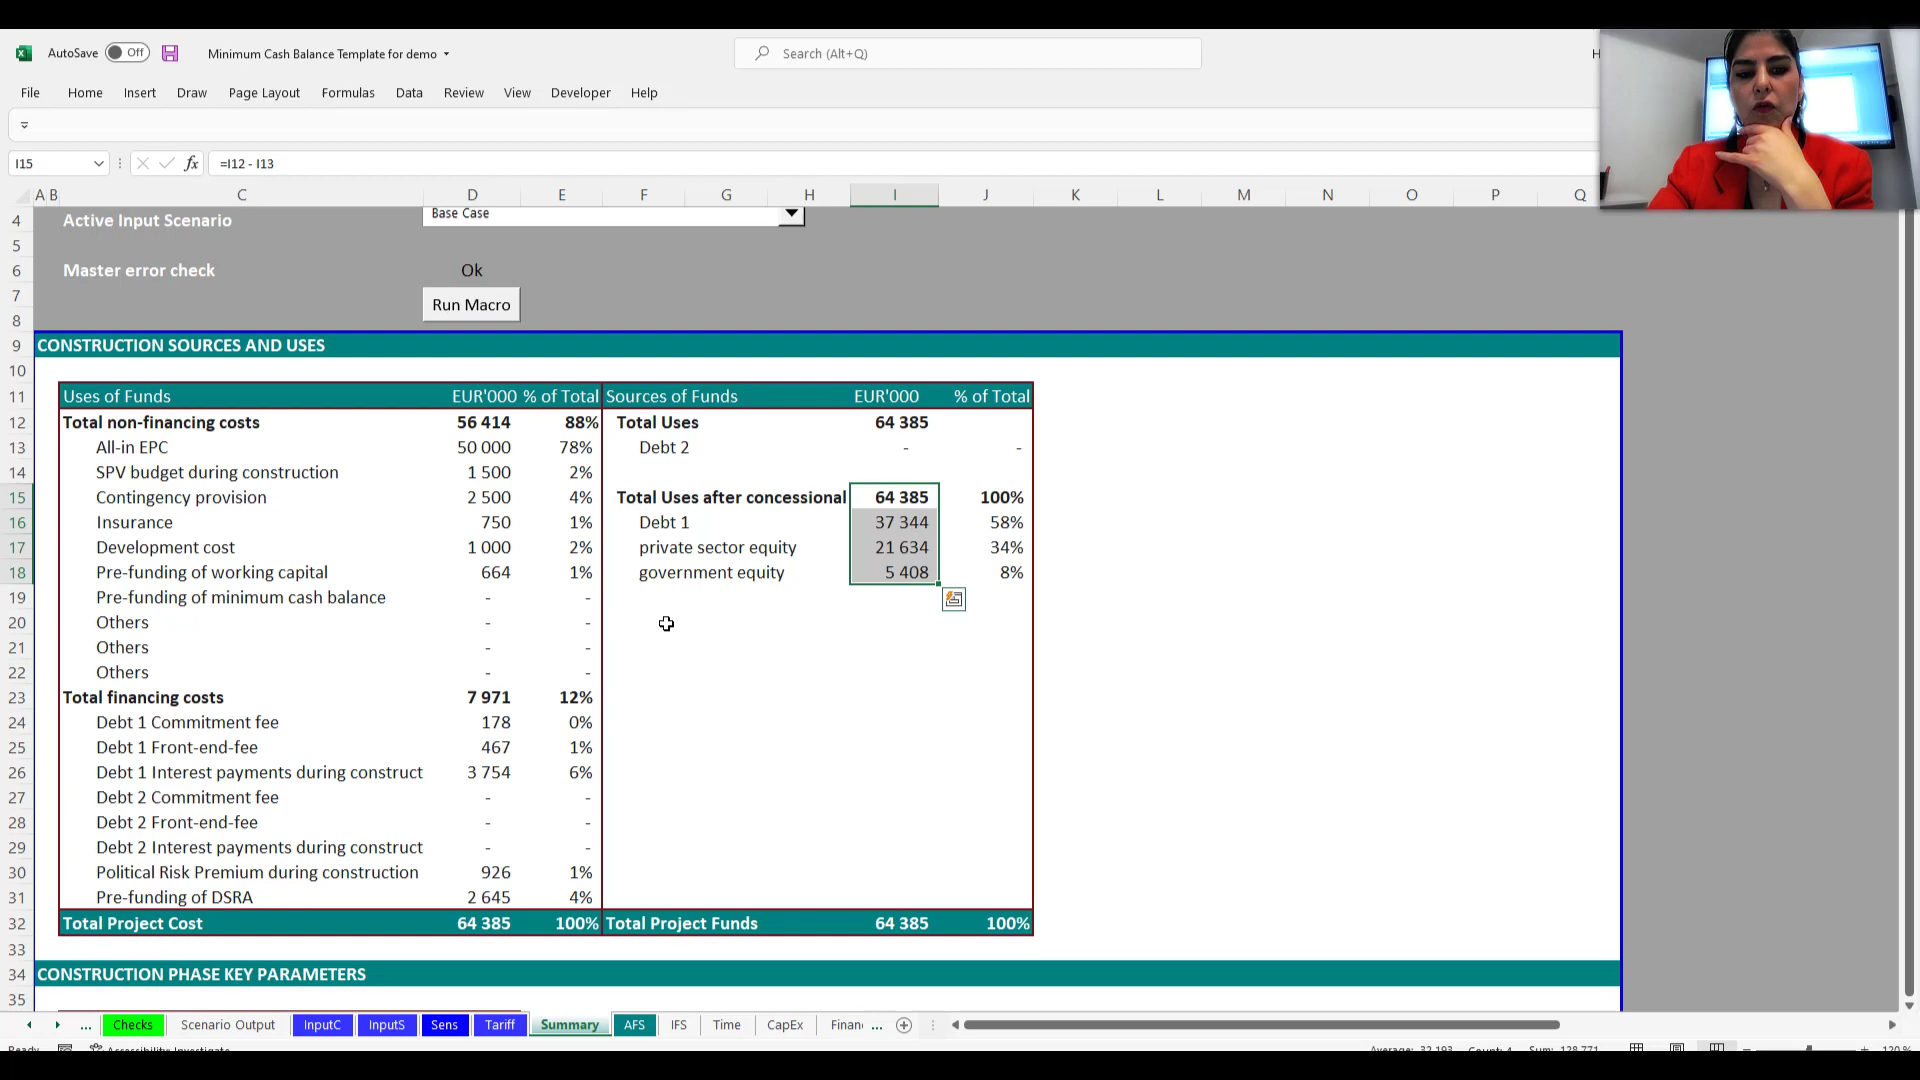 AutoSave Off Minimum Cash Balance Template for demo Search (Alt+Q) H
File Home Insert Draw Page Layout Formulas Data Review View Developer Help
I15 fx =I12 - I13
A B C D E F G H I J K L M N O P Q
4 Active Input Scenario Base Case
5
6 Master error check Ok
7 Run Macro
8
9 CONSTRUCTION SOURCES AND USES
10
11 Uses of Funds EUR'000 % of Total Sources of Funds EUR'000 % of Total
12 Total non-financing costs 56 414 88% Total Uses 64 385
13 All-in EPC 50 000 78% Debt 2 - -
14 SPV budget during construction 1 500 2%
15 Contingency provision 2 500 4% Total Uses after concessional 64 385 100%
16 Insurance 750 1% Debt 1 37 344 58%
17 Development cost 1 000 2% private sector equity 21 634 34%
18 Pre-funding of working capital 664 1% government equity 5 408 8%
19 Pre-funding of minimum cash balance - -
20 Others - -
21 Others - -
22 Others - -
23 Total financing costs 7 971 12%
24 Debt 1 Commitment fee 178 0%
25 Debt 1 Front-end-fee 467 1%
26 Debt 1 Interest payments during construct 3 754 6%
27 Debt 2 Commitment fee - -
28 Debt 2 Front-end-fee - -
29 Debt 2 Interest payments during construct - -
30 Political Risk Premium during construction 926 1%
31 Pre-funding of DSRA 2 645 4%
32 Total Project Cost 64 385 100% Total Project Funds 64 385 100%
33
34 CONSTRUCTION PHASE KEY PARAMETERS
35
... Checks Scenario Output InputC InputS Sens Tariff Summary AFS IFS Time CapEx Finan ...
Ready Accessibility: Investigate Average: 32 193 Count: 4 Sum: 128 771 120 %